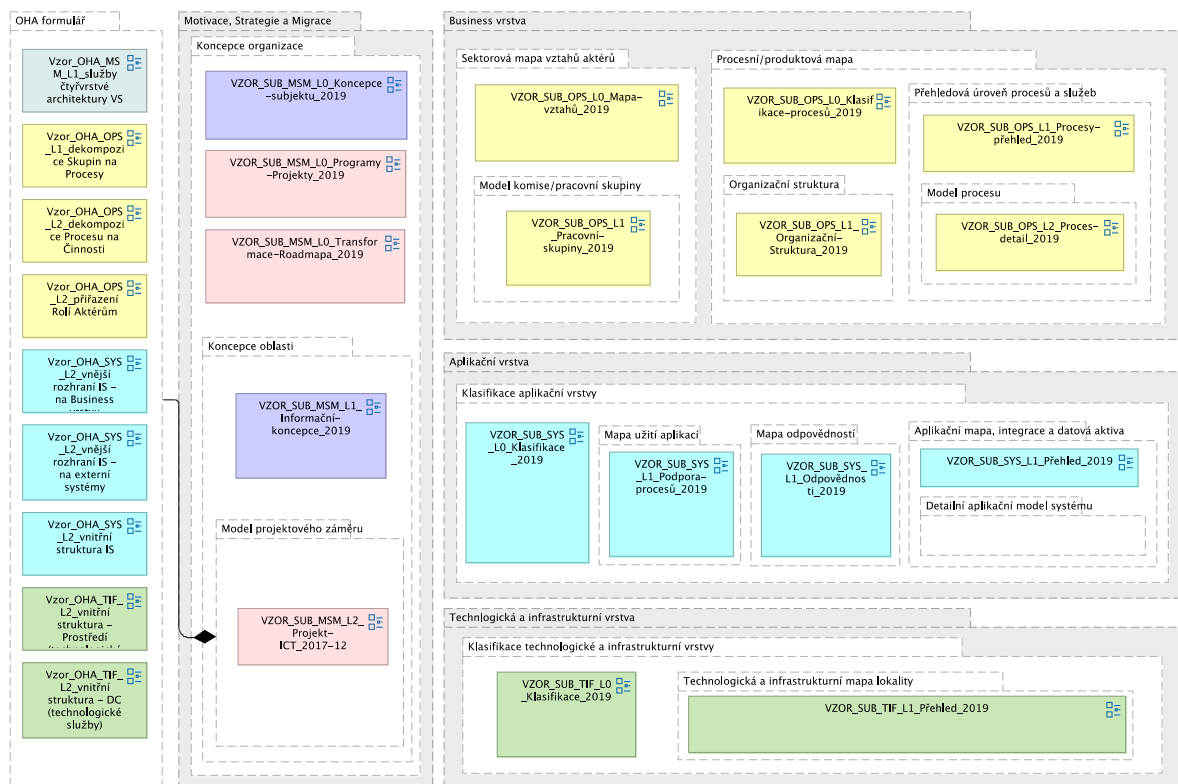 OHA formulář
Vzor_OHA_MS
_L1_služby
čtyřvrstvé
architektury VS
Vzor_OHA_OPS
_L1_dekompozi
ce Skupin na
Procesy
Vzor_OHA_OPS
_L2_dekompozi
ce Procesu na
Činnosti
Vzor_OHA_OPS
_L2_přiřazení
Rolí Aktérům
Vzor_OHA_SYS
_L2_vnější
rozhraní IS –
na Business
Vzor_OHA_SYS
_L2_vnější
rozhraní IS –
na externí
systémy
Vzor_OHA_SYS
_L2_vnitřní
struktura IS
Vzor_OHA_TIF_
L2_vnitřní
struktura –
Prostředí
Vzor_OHA_TIF_
L2_vnitřní
struktura – DC
(technologické
služby)
Motivace, Strategie a Migrace
Koncepce organizace
VZOR_SUB_MSM_L0_Koncepce
–subjektu_2019
VZOR_SUB_MSM_L0_Programy
–Projekty_2019
VZOR_SUB_MSM_L0_Transfor
mace–Roadmapa_2019
Koncepce oblasti
VZOR_SUB_MSM_L1_
Informační–
koncepce_2019
Model projektového záměru
VZOR_SUB_MSM_L2_
Projekt–
ICT_2017–12
Business vrstva
Sektorová mapa vztahů aktérů
VZOR_SUB_OPS_L0_Mapa–
vztahů_2019
Model komise/pracovní skupiny
VZOR_SUB_OPS_L1
_Pracovní–
skupiny_2019
Procesní/produktová mapa
VZOR_SUB_OPS_L0_Klasif
ikace–procesů_2019
Organizační struktura
VZOR_SUB_OPS_L1_
Organizační–
Struktura_2019
Přehledová úroveň procesů a služeb
VZOR_SUB_OPS_L1_Procesy–
přehled_2019
Model procesu
VZOR_SUB_OPS_L2_Proces–
detail_2019
Aplikační vrstva
Klasifikace aplikační vrstvy
VZOR_SUB_SYS_
L0_Klasifikace
_2019
Mapa užití aplikací
VZOR_SUB_SYS
_L1_Podpora–
procesů_2019
Mapa odpovědností
VZOR_SUB_SYS_
L1_Odpovědnos
ti_2019
Aplikační mapa, integrace a datová aktiva
VZOR_SUB_SYS_L1_Přehled_2019
Detailní aplikační model systému
Technologická a infrastrukturní vrstva
Klasifikace technologické a infrastrukturní vrstvy
VZOR_SUB_TIF_L0
_Klasifikace_2019
Technologická a infrastrukturní mapa lokality
VZOR_SUB_TIF_L1_Přehled_2019